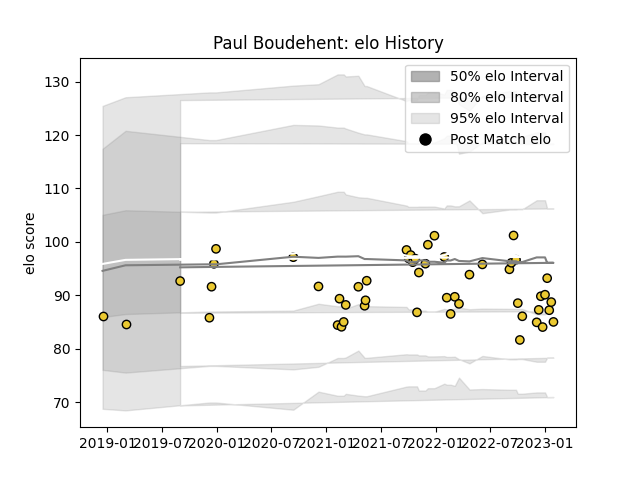 Paul Boudehent: elo History
130
120
110
100
90
80
70
elo score
50% elo Interval
80% elo Interval
95% elo Interval
Post Match elo
2019-01 2019-07 2020-01 2020-07 2021-01 2021-07 2022-01 2022-07 2023-01